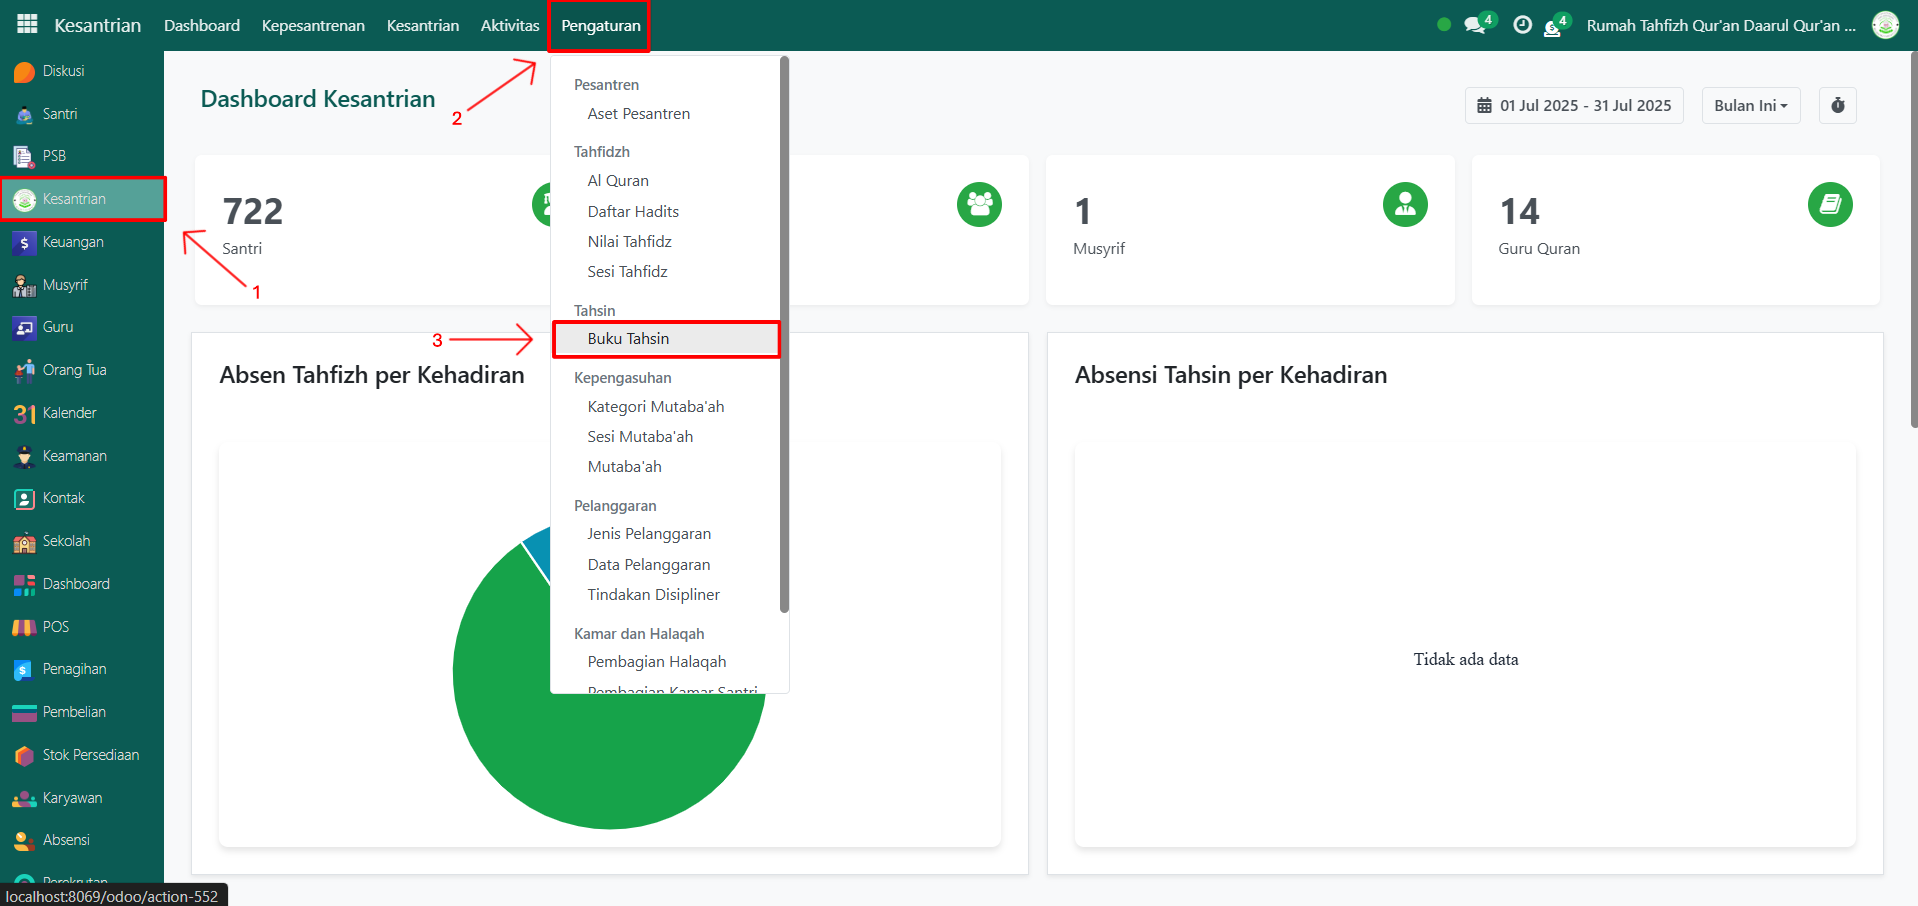 Kesantrian
Dashboard
Kepesantrenan
Kesantrian
Aktivitas
Pengaturan
4
4
Rumah Tahfizh Qur'an Daarul Qur'an ...
Diskusi
Santri
PSB
Kesantrian
Keuangan
Musyrif
Guru
Orang Tua
Kalender
Keamanan
Kontak
Sekolah
Dashboard
POS
Penagihan
Pembelian
Stok Persediaan
Karyawan
Absensi
Perekrutan
localhost:8069/odoo/action-552
1
2
3
Dashboard Kesantrian
01 Jul 2025 - 31 Jul 2025
Bulan Ini
722
Santri
1
Musyrif
14
Guru Quran
Pesantren
Aset Pesantren
Tahfidzh
Al Quran
Daftar Hadits
Nilai Tahfidz
Sesi Tahfidz
Tahsin
Buku Tahsin
Kepengasuhan
Kategori Mutaba'ah
Sesi Mutaba'ah
Mutaba'ah
Pelanggaran
Jenis Pelanggaran
Data Pelanggaran
Tindakan Disipliner
Kamar dan Halaqah
Pembagian Halaqah
Pembagian Kamar Santri
Absen Tahfizh per Kehadiran
Absensi Tahsin per Kehadiran
Tidak ada data